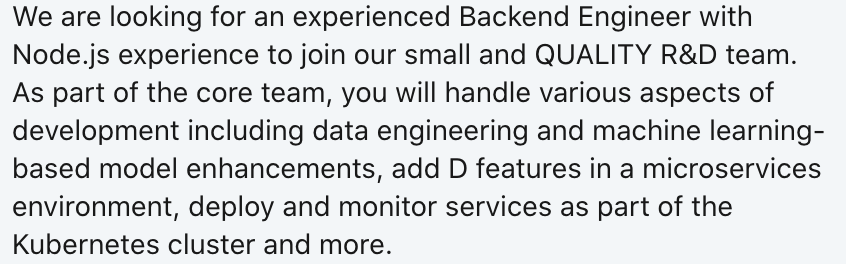 We are looking for an experienced Backend Engineer with
Node.js experience to join our small and QUALITY R&D team.
As part of the core team, you will handle various aspects of
development including data engineering and machine learning-
based model enhancements, add D features in a microservices
environment, deploy and monitor services as part of the
Kubernetes cluster and more.